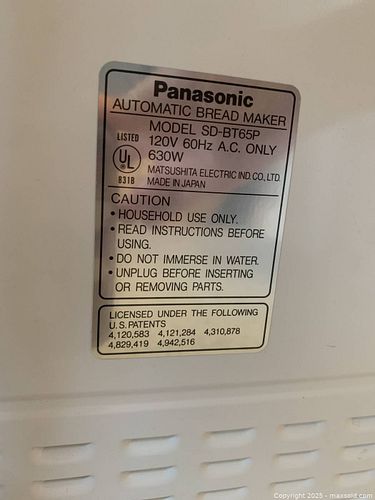 Panasonic
AUTOMATIC BREAD MAKER
MODEL SD-BT65P
LISTED 120V 60Hz A.C. ONLY
UL 630W
MATSUSHITA ELECTRIC IND. CO., LTD.
831B MADE IN JAPAN
CAUTION
• HOUSEHOLD USE ONLY.
• READ INSTRUCTIONS BEFORE
USING.
• DO NOT IMMERSE IN WATER.
• UNPLUG BEFORE INSERTING
OR REMOVING PARTS.
LICENSED UNDER THE FOLLOWING
U.S. PATENTS
4,120,583 4,121,284 4,310,878
4,829,419 4,942,516
Copyright 2025 - maxsold.com